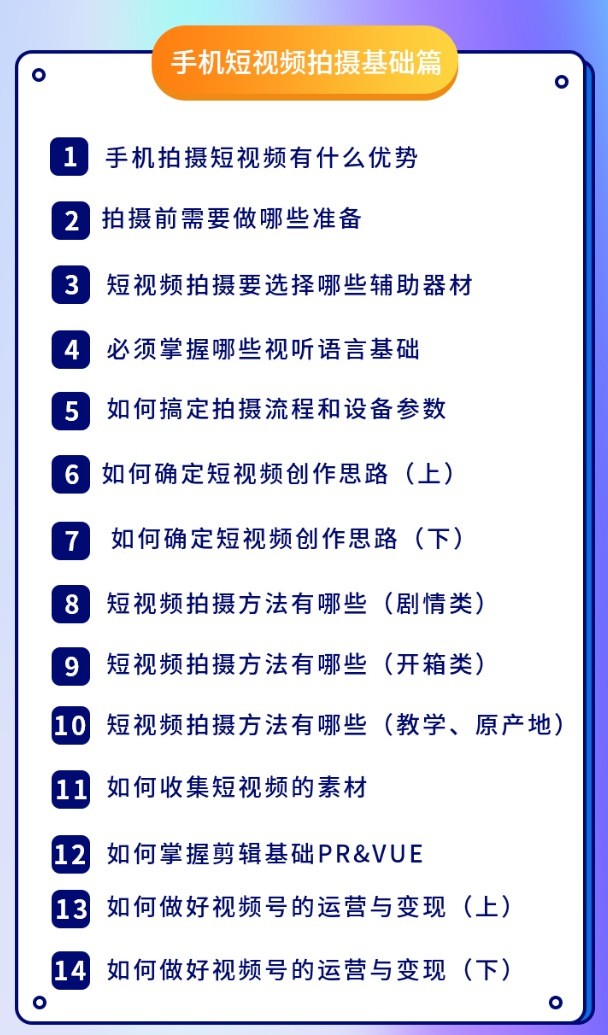 手机短视频拍摄基础篇
1 手机拍摄短视频有什么优势
2 拍摄前需要做哪些准备
3 短视频拍摄要选择哪些辅助器材
4 必须掌握哪些视听语言基础
5 如何搞定拍摄流程和设备参数
6 如何确定短视频创作思路（上）
7 如何确定短视频创作思路（下）
8 短视频拍摄方法有哪些（剧情类）
9 短视频拍摄方法有哪些（开箱类）
10 短视频拍摄方法有哪些（教学、原产地）
11 如何收集短视频的素材
12 如何掌握剪辑基础PR&VUE
13 如何做好视频号的运营与变现（上）
14 如何做好视频号的运营与变现（下）